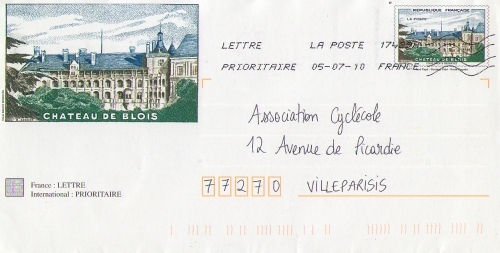 REPUBLIQUE FRANÇAISE
LA POSTE
CHATEAU DE BLOIS
LETTRE LA POSTE
PRIORITAIRE 05-07-10 FRANCE
CHATEAU DE BLOIS
Association Cyclécole
12 Avenue de Picardie
77270 VILLEPARISIS
France : LETTRE
International : PRIORITAIRE